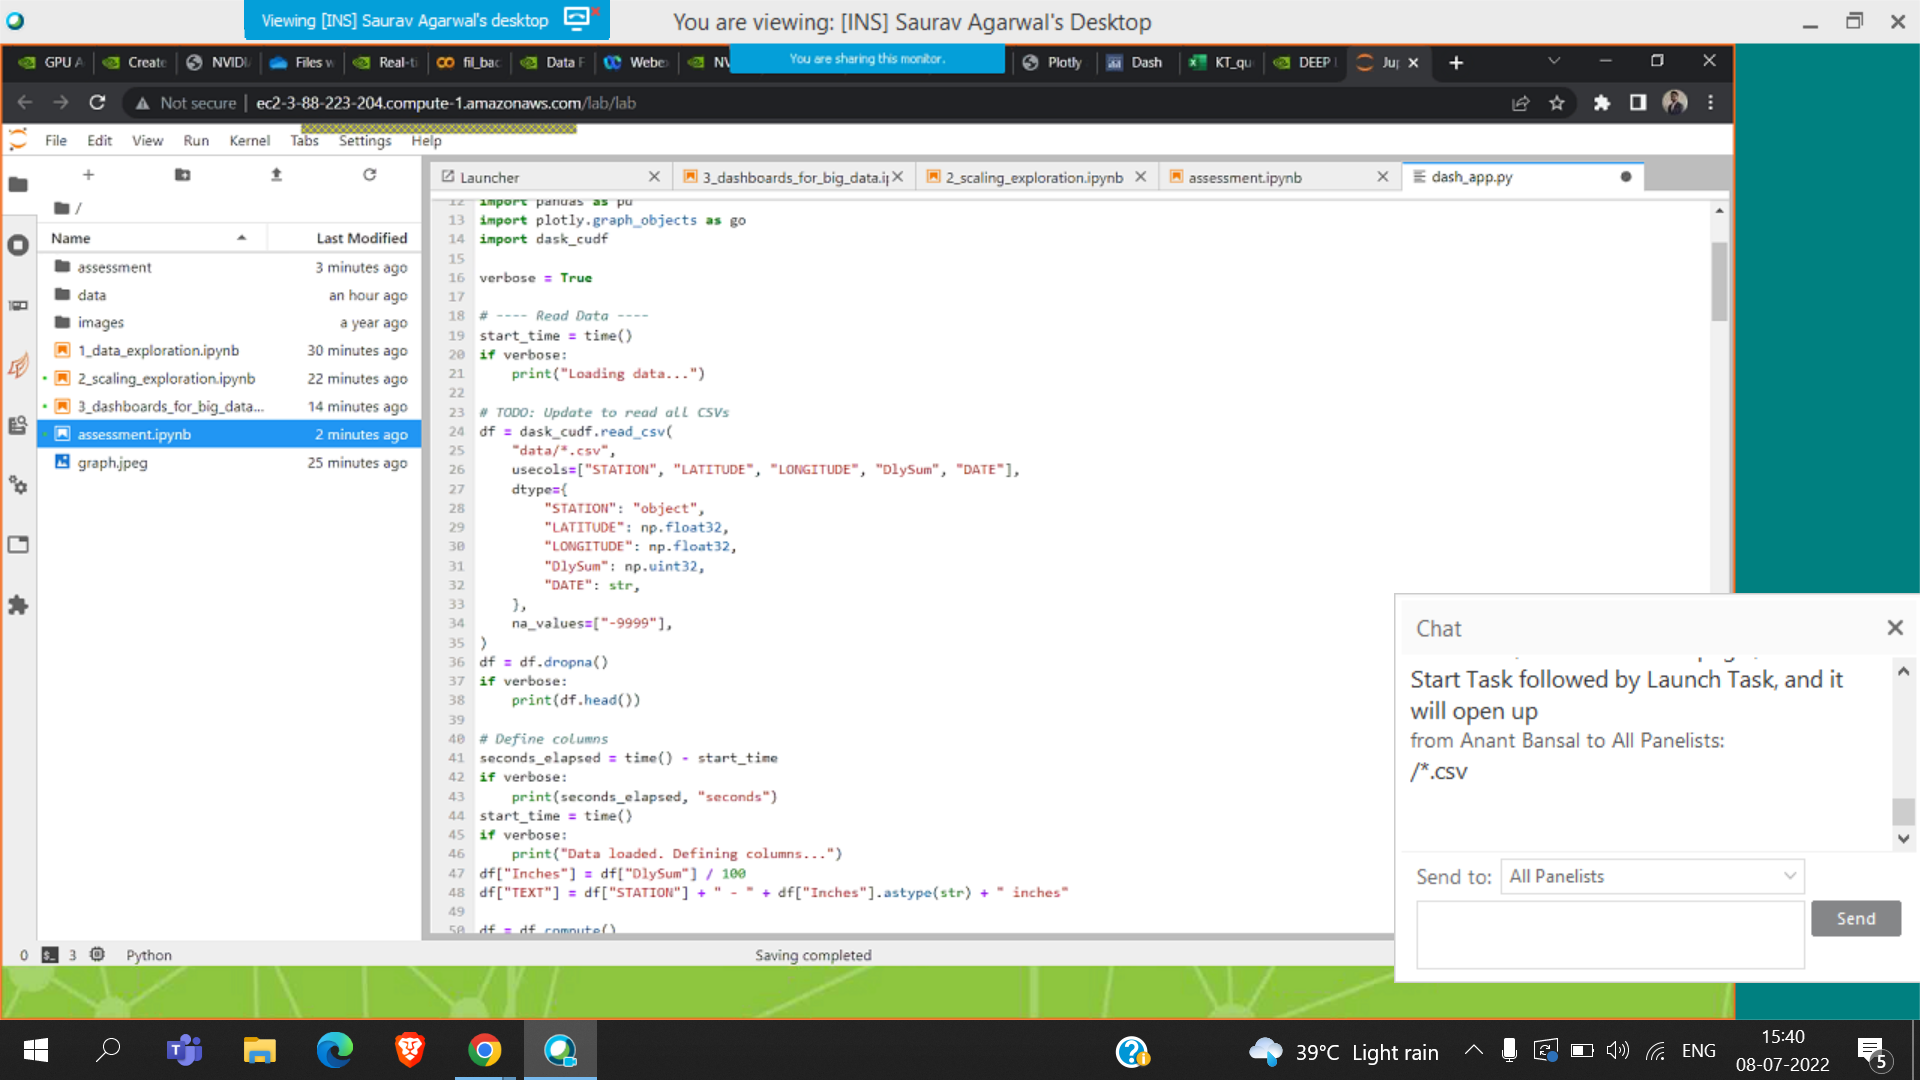 Viewing [INS] Saurav Agarwal's desktop
You are viewing: [INS] Saurav Agarwal's Desktop
You are sharing this monitor.
GPU A
Create
NVIDIA
Files w
Real-ti
fil_bac
Data F
Webe
NV
Plotly
Dash
KT_qu
DEEP
Ju
Not secure | ec2-3-88-223-204.compute-1.amazonaws.com/lab/lab
File Edit View Run Kernel Tabs Settings Help
/
Name Last Modified
assessment 3 minutes ago
data an hour ago
images a year ago
1_data_exploration.ipynb 30 minutes ago
2_scaling_exploration.ipynb 22 minutes ago
3_dashboards_for_big_data... 14 minutes ago
assessment.ipynb 2 minutes ago
graph.jpeg 25 minutes ago
Launcher
3_dashboards_for_big_data.i
2_scaling_exploration.ipynb
assessment.ipynb
dash_app.py
12 import pandas as pd
13 import plotly.graph_objects as go
14 import dask_cudf
15
16 verbose = True
17
18 # ---- Read Data ----
19 start_time = time()
20 if verbose:
21     print("Loading data...")
22
23 # TODO: Update to read all CSVs
24 df = dask_cudf.read_csv(
25     "data/*.csv",
26     usecols=["STATION", "LATITUDE", "LONGITUDE", "DlySum", "DATE"],
27     dtype={
28         "STATION": "object",
29         "LATITUDE": np.float32,
30         "LONGITUDE": np.float32,
31         "DlySum": np.uint32,
32         "DATE": str,
33     },
34     na_values=["-9999"],
35 )
36 df = df.dropna()
37 if verbose:
38     print(df.head())
39
40 # Define columns
41 seconds_elapsed = time() - start_time
42 if verbose:
43     print(seconds_elapsed, "seconds")
44 start_time = time()
45 if verbose:
46     print("Data loaded. Defining columns...")
47 df["Inches"] = df["DlySum"] / 100
48 df["TEXT"] = df["STATION"] + " - " + df["Inches"].astype(str) + " inches"
49
50 df = df.compute()
0 3 Python
Saving completed
Chat
Start Task followed by Launch Task, and it
will open up
from Anant Bansal to All Panelists:
/*.csv
Send to: All Panelists
Send
39°C Light rain
ENG
15:40
08-07-2022
5